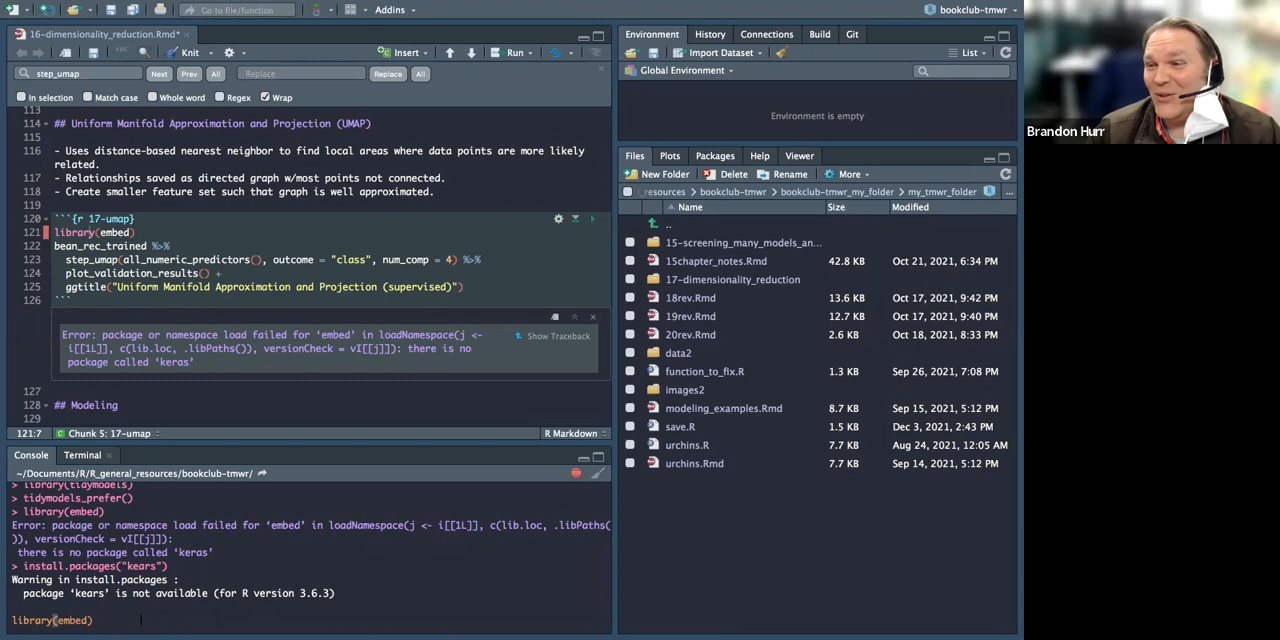 Go to file/function
Addins
bookclub-tmwr
16-dimensionality_reduction.Rmd*
Knit
Insert
Run
step_umap
Next
Prev
All
Replace
Replace
All
In selection
Match case
Whole word
Regex
Wrap
113
114 ## Uniform Manifold Approximation and Projection (UMAP)
115
116 - Uses distance-based nearest neighbor to find local areas where data points are more likely
related.
117 - Relationships saved as directed graph w/most points not connected.
118 - Create smaller feature set such that graph is well approximated.
119
120 ```{r 17-umap}
121 library(embed)
122 bean_rec_trained %>%
123 step_umap(all_numeric_predictors(), outcome = "class", num_comp = 4) %>%
124 plot_validation_results() +
125 ggtitle("Uniform Manifold Approximation and Projection (supervised)")
126 ```
Error: package or namespace load failed for ‘embed’ in loadNamespace(j <-
i[[1L]], c(lib.loc, .libPaths()), versionCheck = vI[[j]]): there is no
package called ‘keras’
Show Traceback
127
128 ## Modeling
129
121:7
Chunk 5: 17-umap
R Markdown
Console
Terminal
~/Documents/R/R_general_resources/bookclub-tmwr/
> library(tidymodels)
> tidymodels_prefer()
> library(embed)
Error: package or namespace load failed for ‘embed’ in loadNamespace(j <- i[[1L]], c(lib.loc, .libPaths(
)), versionCheck = vI[[j]]):
there is no package called ‘keras’
> install.packages("kears")
Warning in install.packages :
package ‘kears’ is not available (for R version 3.6.3)
library(embed)
Environment
History
Connections
Build
Git
Import Dataset
List
Global Environment
Environment is empty
Files
Plots
Packages
Help
Viewer
New Folder
Delete
Rename
More
_resources
bookclub-tmwr
bookclub-tmwr_my_folder
my_tmwr_folder
...
Name
Size
Modified
..
15-screening_many_models_an...
15chapter_notes.Rmd 42.8 KB Oct 21, 2021, 6:34 PM
17-dimensionality_reduction
18rev.Rmd 13.6 KB Oct 17, 2021, 9:42 PM
19rev.Rmd 12.7 KB Oct 17, 2021, 9:40 PM
20rev.Rmd 2.6 KB Oct 18, 2021, 8:33 PM
data2
function_to_fix.R 1.3 KB Sep 26, 2021, 7:08 PM
images2
modeling_examples.Rmd 8.7 KB Sep 15, 2021, 5:12 PM
save.R 1.5 KB Dec 3, 2021, 2:43 PM
urchins.R 7.7 KB Aug 24, 2021, 12:05 AM
urchins.Rmd 7.7 KB Sep 14, 2021, 5:12 PM
Brandon Hurr